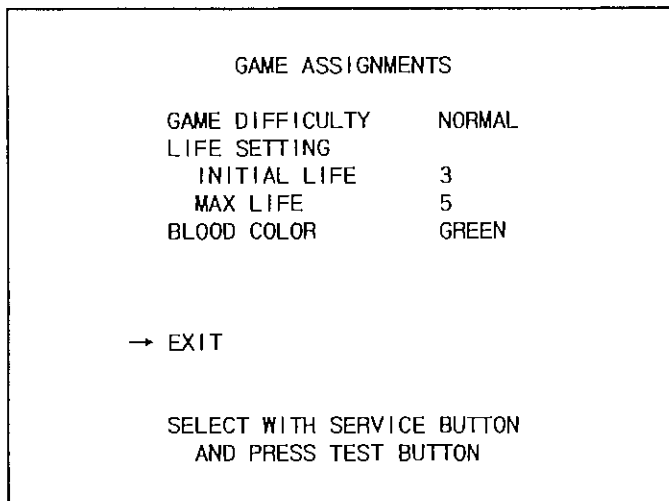 GAME ASSIGNMENTS
GAME DIFFICULTY NORMAL
LIFE SETTING
INITIAL LIFE 3
MAX LIFE 5
BLOOD COLOR GREEN
→ EXIT
SELECT WITH SERVICE BUTTON
AND PRESS TEST BUTTON